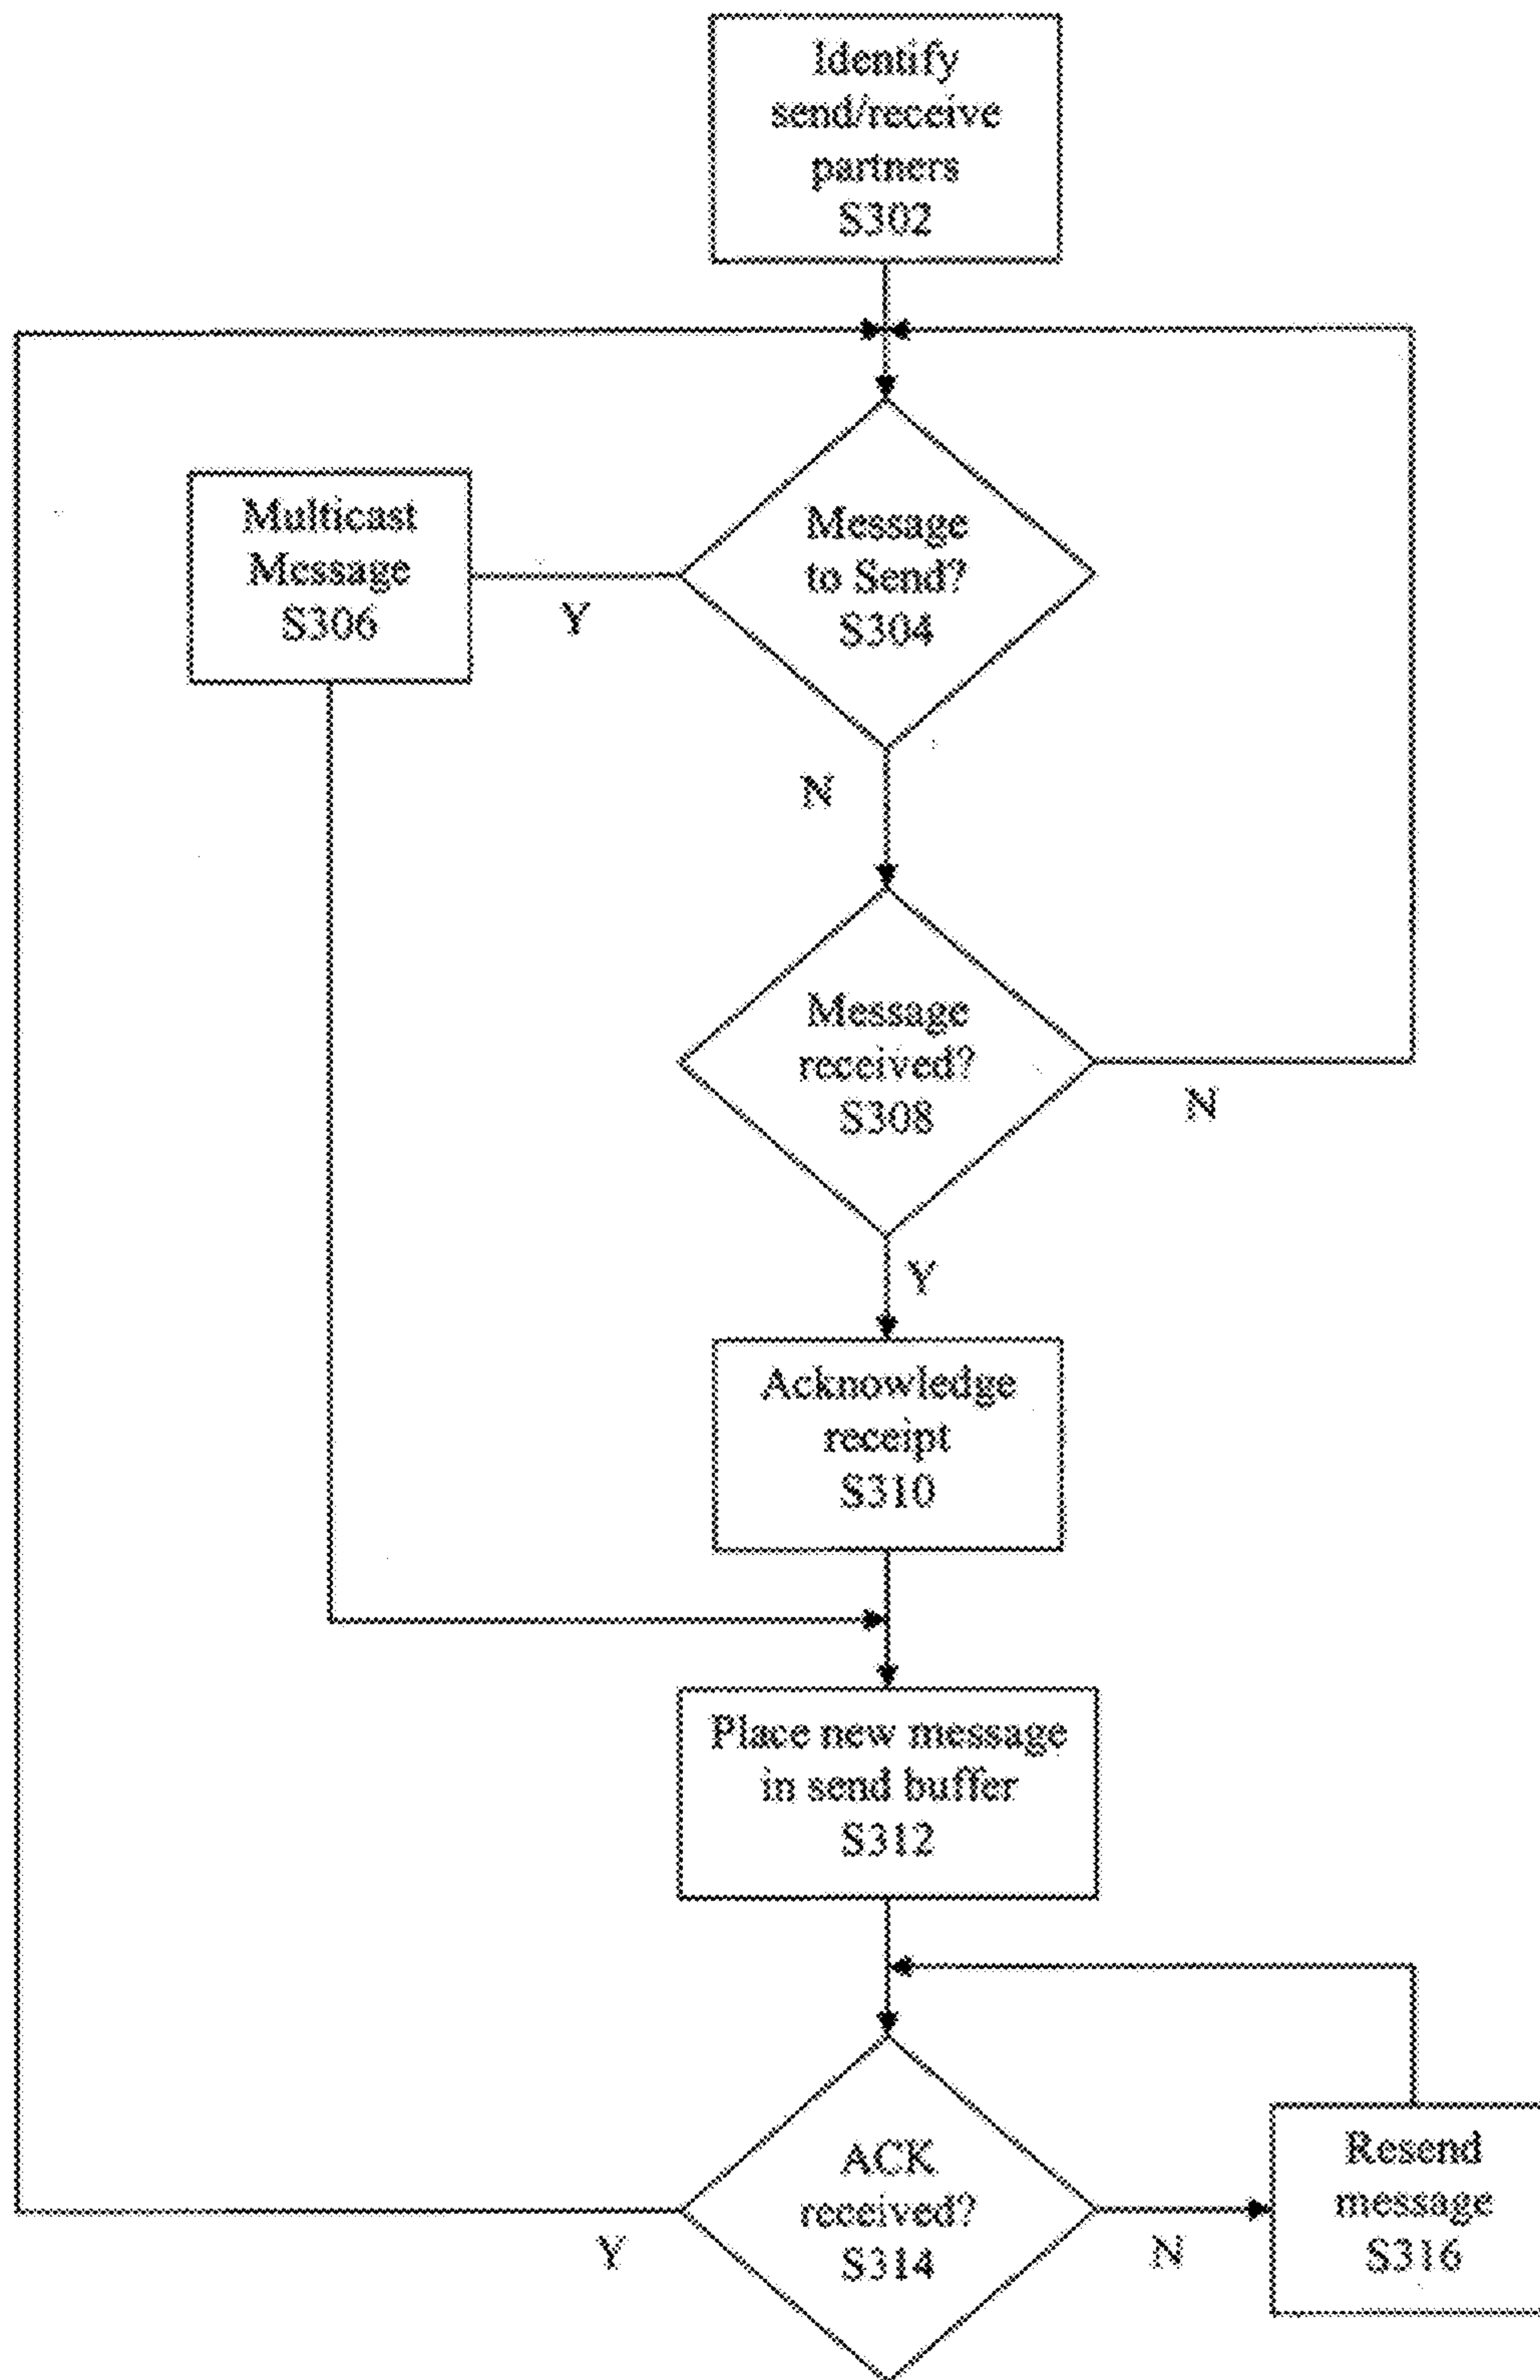 Identify
send/receive
partners
S302
Multicast
Message
S306
Y
Message
to Send?
S304
N
Message
received?
S308
N
Y
Acknowledge
receipt
S310
Place new message
in send buffer
S312
ACK
received?
S314
Y
N
Resend
message
S316